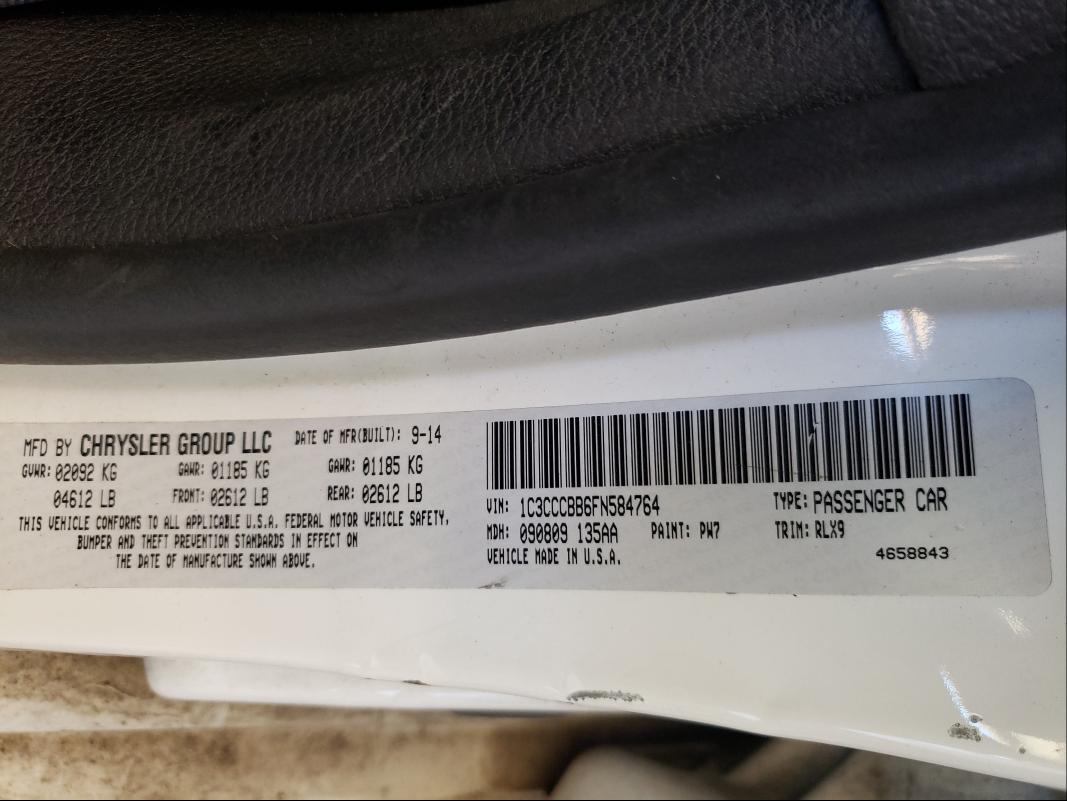 MFD BY CHRYSLER GROUP LLC DATE OF MFR(BUILT): 9-14
GVWR: 02092 KG GAWR: 01185 KG GAWR: 01185 KG
04612 LB FRONT: 02612 LB REAR: 02612 LB
THIS VEHICLE CONFORMS TO ALL APPLICABLE U.S.A. FEDERAL MOTOR VEHICLE SAFETY,
BUMPER AND THEFT PREVENTION STANDARDS IN EFFECT ON
THE DATE OF MANUFACTURE SHOWN ABOVE.
VIN: 1C3CCCBB6FN584764 TYPE: PASSENGER CAR
MDH: 090809 135AA PAINT: PW7 TRIM: RLX9
VEHICLE MADE IN U.S.A. 4658843